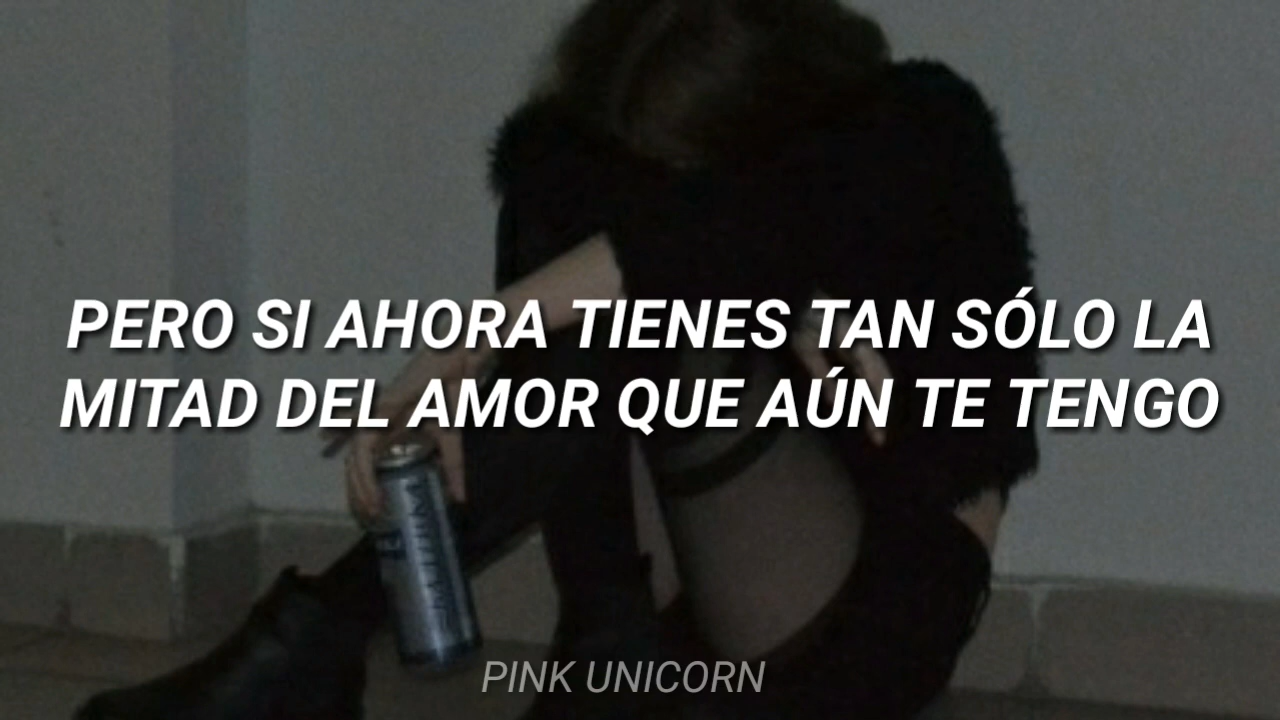 PERO SI AHORA TIENES TAN SÓLO LA
MITAD DEL AMOR QUE AÚN TE TENGO
PINK UNICORN